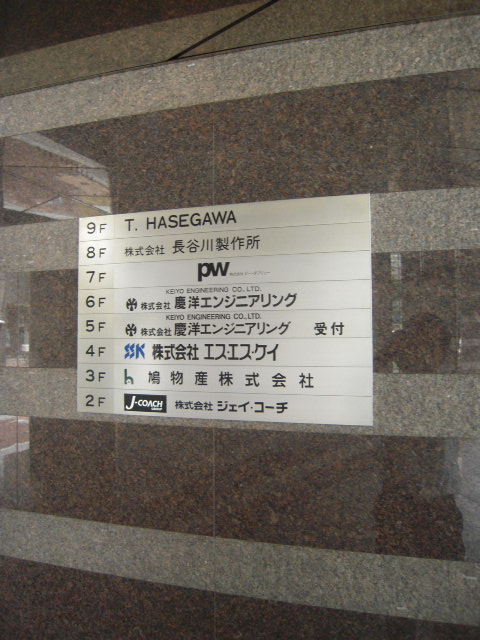 9F T. HASEGAWA
8F 株式会社 長谷川製作所
7F pw
KEIYO ENGINEERING CO.,LTD.
6F 株式会社 慶洋エンジニアリング
KEIYO ENGINEERING CO.,LTD.
5F 株式会社 慶洋エンジニアリング 受付
4F SSK 株式会社 エス・エス・ケイ
3F h 鳩物産株式会社
2F J-COACH GROUP 株式会社 ジェイ・コーチ